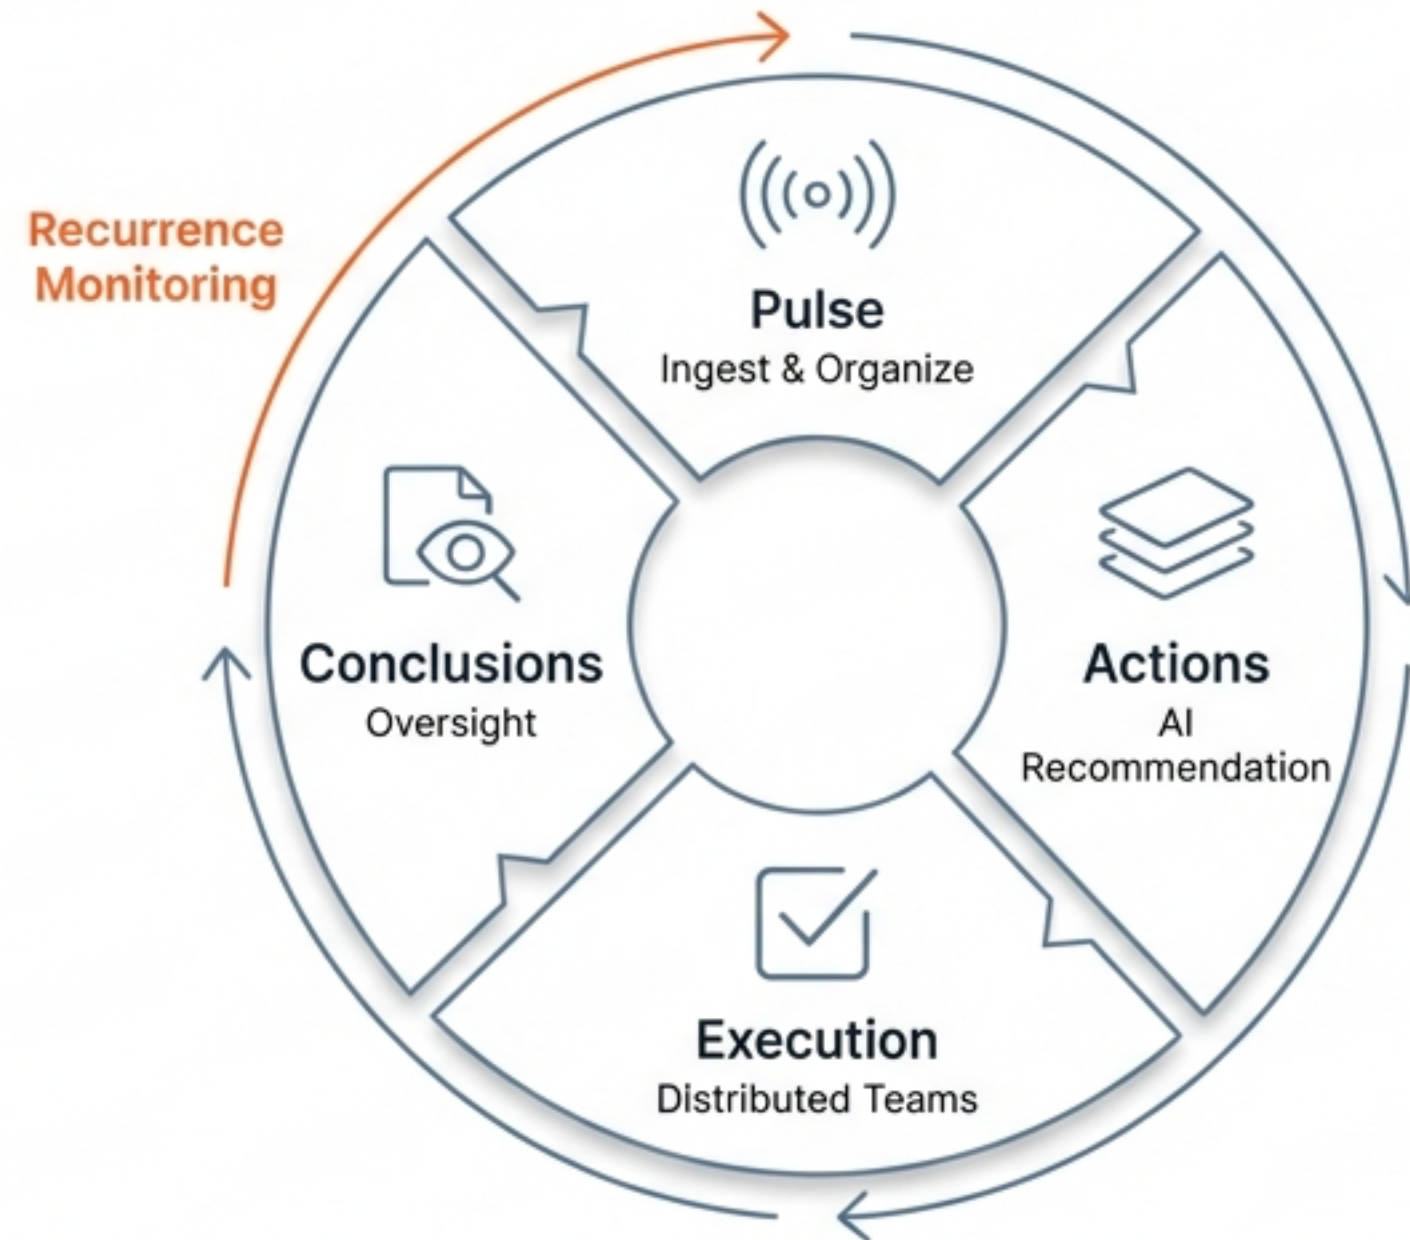 Recurrence
Monitoring
Pulse
Ingest & Organize
Conclusions
Oversight
Actions
AI
Recommendation
Execution
Distributed Teams